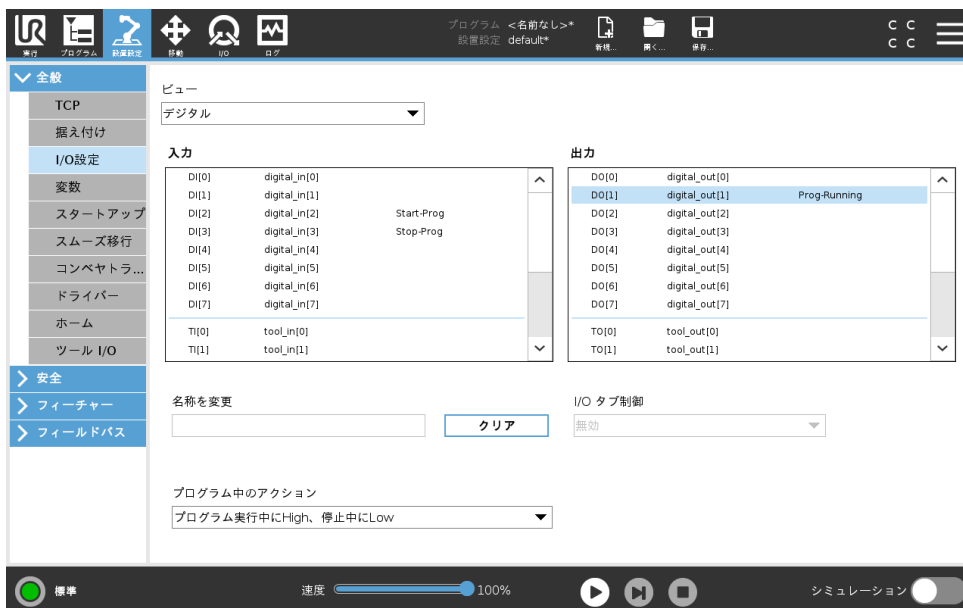 UR
プログラム <名前なし>*
設置設定 default*
実行 プログラム 設置設定 移動 I/O ログ
新規... 開く... 保存...
C C
C C
全般
TCP
据え付け
I/O設定
変数
スタートアップ
スムーズ移行
コンベヤトラ...
ドライバー
ホーム
ツール I/O
安全
フィーチャー
フィールドバス
ビュー
デジタル
入力
DI[0] digital_in[0]
DI[1] digital_in[1]
DI[2] digital_in[2] Start-Prog
DI[3] digital_in[3] Stop-Prog
DI[4] digital_in[4]
DI[5] digital_in[5]
DI[6] digital_in[6]
DI[7] digital_in[7]
TI[0] tool_in[0]
TI[1] tool_in[1]
出力
DO[0] digital_out[0]
DO[1] digital_out[1] Prog-Running
DO[2] digital_out[2]
DO[3] digital_out[3]
DO[4] digital_out[4]
DO[5] digital_out[5]
DO[6] digital_out[6]
DO[7] digital_out[7]
TO[0] tool_out[0]
TO[1] tool_out[1]
名称を変更
クリア
I/O タブ制御
無効
プログラム中のアクション
プログラム実行中にHigh、停止中にLow
標準
速度 100%
シミュレーション